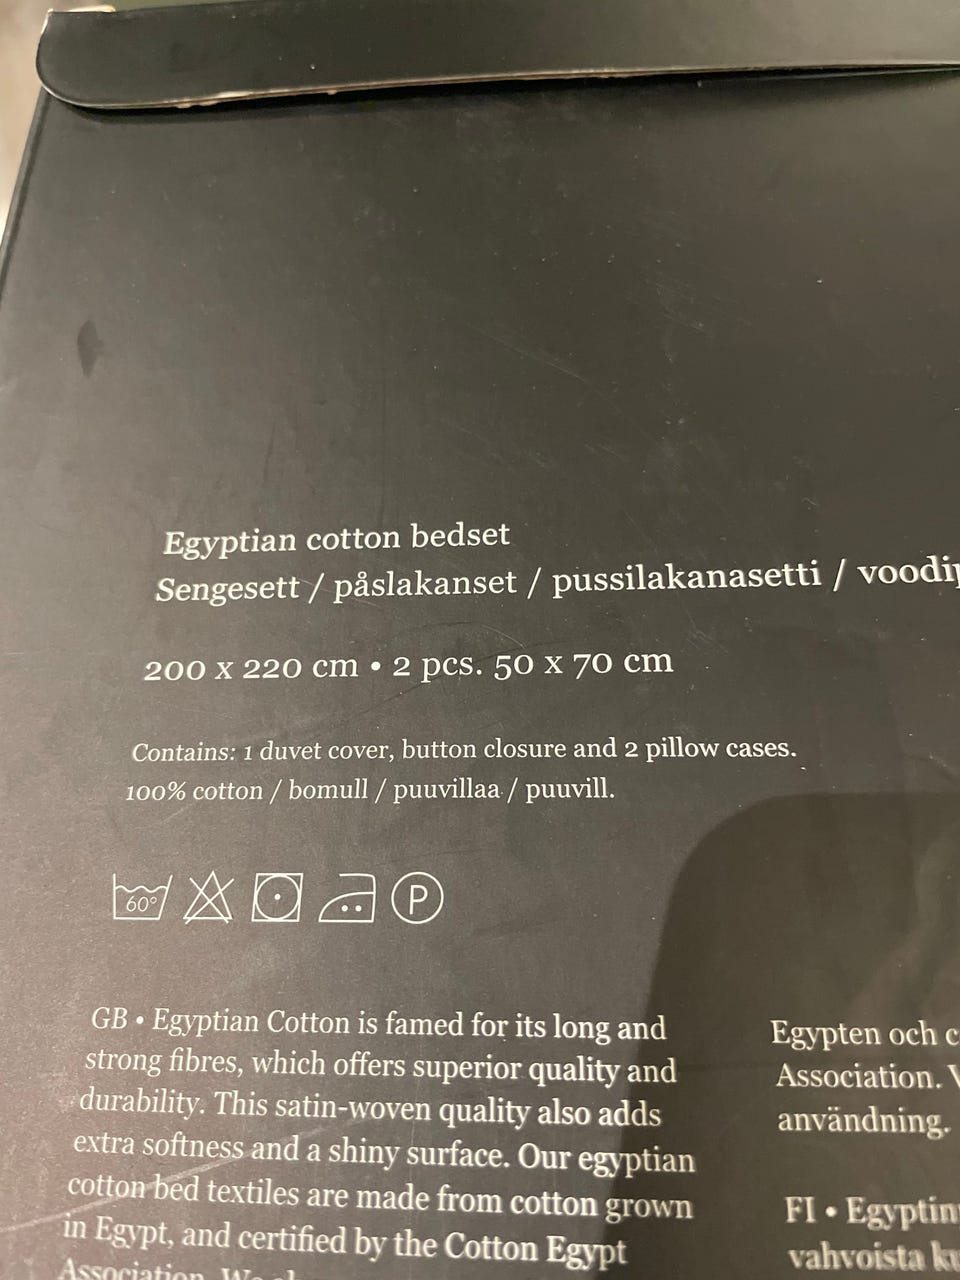 Egyptian cotton bedset
Sengesett / påslakanset / pussilakanasetti /
200 x 220 cm • 2 pcs. 50 x 70 cm
Contains: 1 duvet cover, button closure and 2 pillow cases.
100% cotton / bomull / puuvillaa / puuvill.
60°
P
GB • Egyptian Cotton is famed for its long and
strong fibres, which offers superior quality and
durability. This satin-woven quality also adds
extra softness and a shiny surface. Our egyptian
cotton bed textiles are made from cotton grown
in Egypt, and certified by the Cotton Egypt
Association.
Egypten och
Association.
användning.
FI •
vahvoista